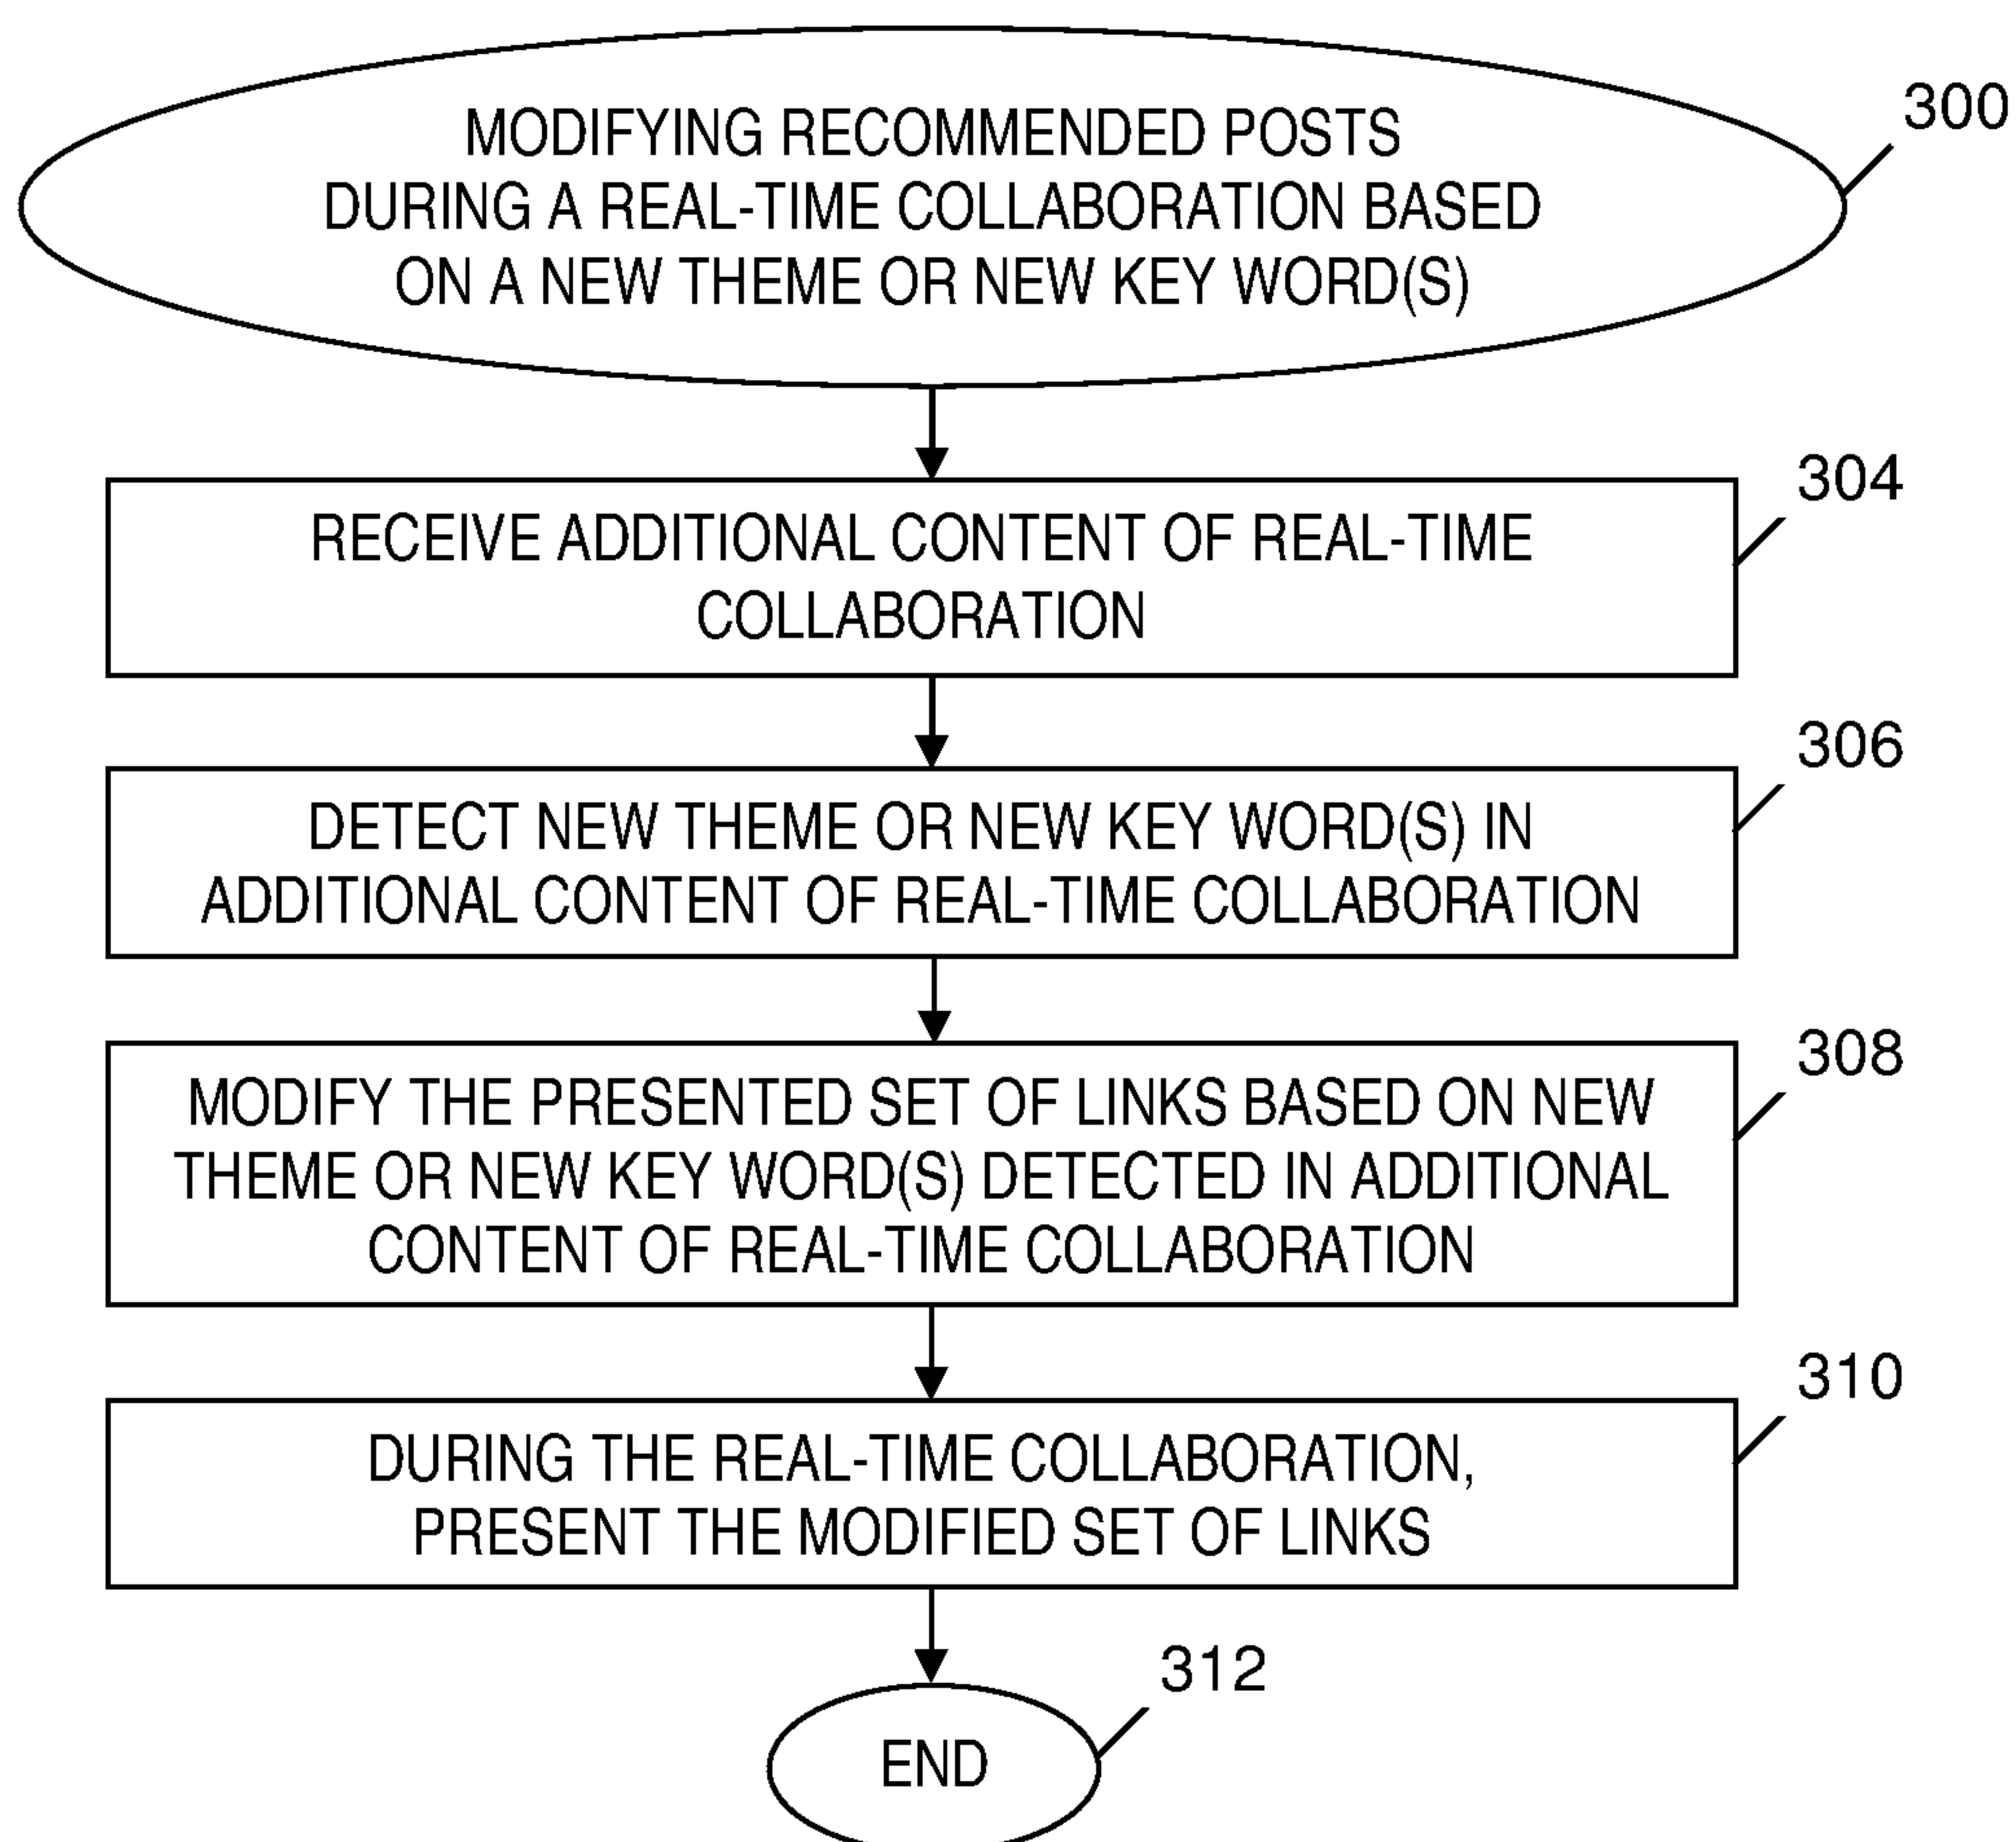 MODIFYING RECOMMENDED POSTS
DURING A REAL-TIME COLLABORATION BASED
ON A NEW THEME OR NEW KEY WORD(S)
300
RECEIVE ADDITIONAL CONTENT OF REAL-TIME
COLLABORATION
304
DETECT NEW THEME OR NEW KEY WORD(S) IN
ADDITIONAL CONTENT OF REAL-TIME COLLABORATION
306
MODIFY THE PRESENTED SET OF LINKS BASED ON NEW
THEME OR NEW KEY WORD(S) DETECTED IN ADDITIONAL
CONTENT OF REAL-TIME COLLABORATION
308
DURING THE REAL-TIME COLLABORATION,
PRESENT THE MODIFIED SET OF LINKS
310
END
312